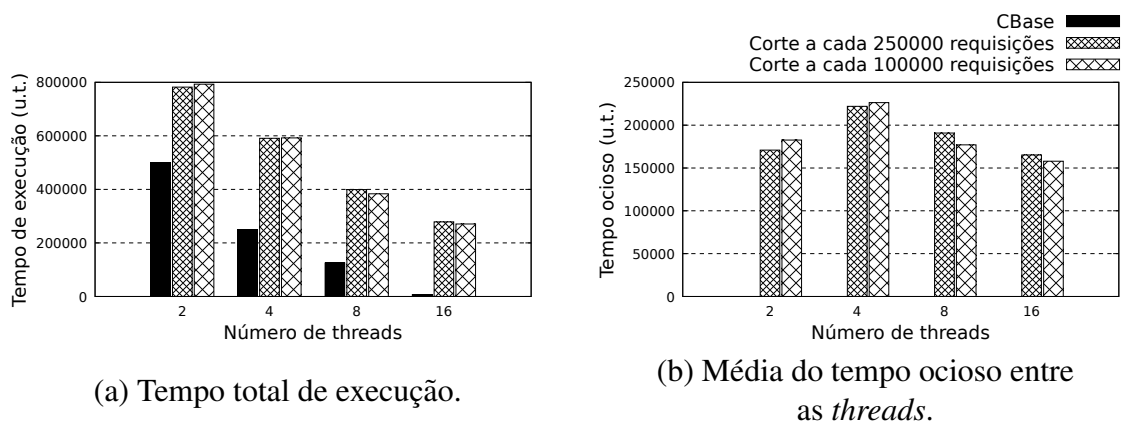 CBase
Corte a cada 250000 requisições
Corte a cada 100000 requisições
Tempo de execução (u.t.)
800000
600000
400000
200000
0
2
4
8
16
Número de threads
(a) Tempo total de execução.
Tempo ocioso (u.t.)
250000
200000
150000
100000
50000
0
2
4
8
16
Número de threads
(b) Média do tempo ocioso entre
as threads.